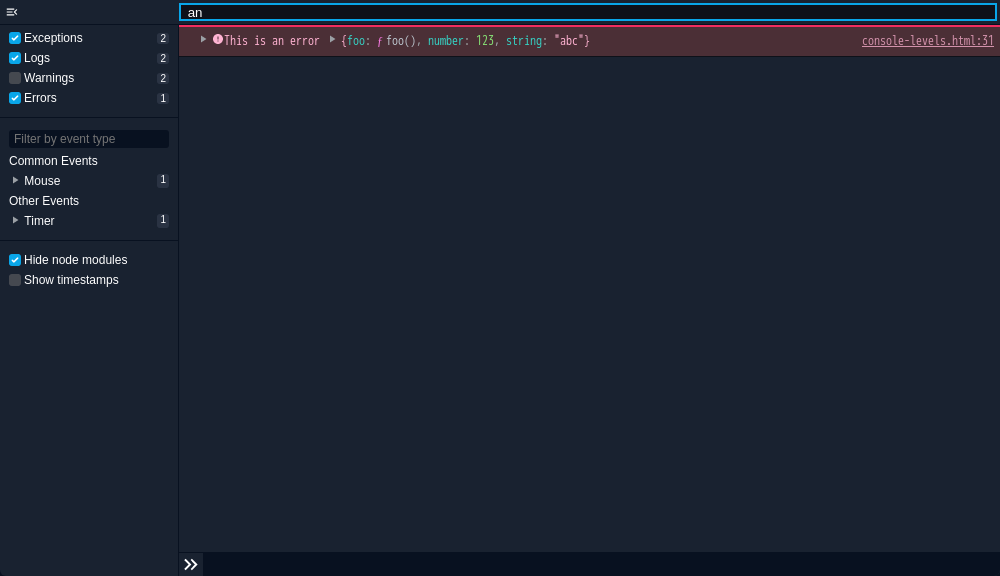 an
Exceptions 2
Logs 2
Warnings 2
Errors 1
Filter by event type
Common Events
Mouse 1
Other Events
Timer 1
Hide node modules
Show timestamps
This is an error {foo: ƒ foo(), number: 123, string: "abc"} console-levels.html:31